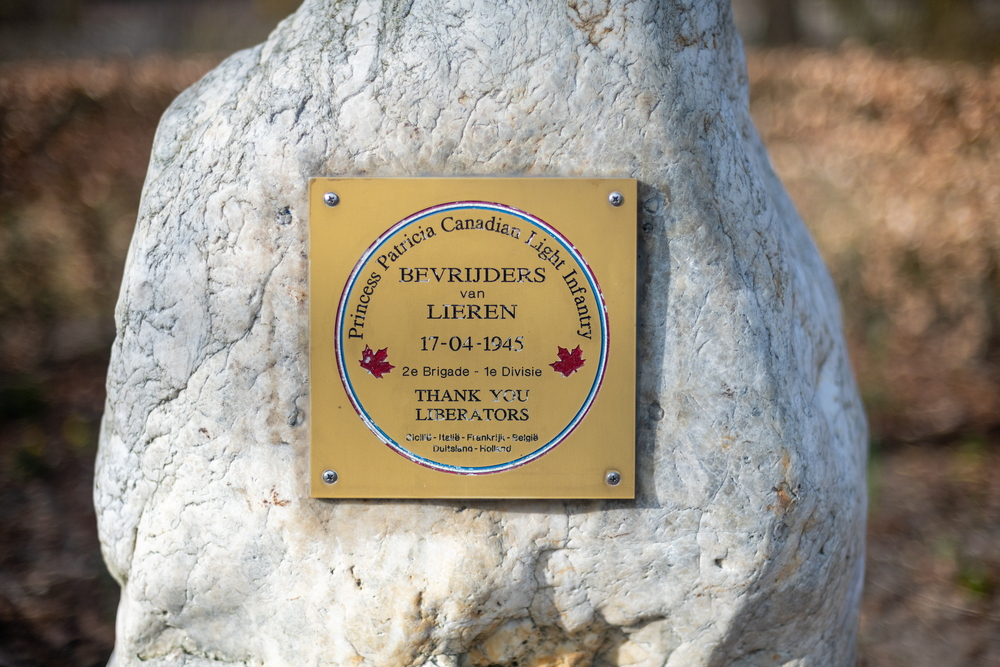 Princess Patricia Canadian Light Infantry
BEVRIJDERS
van
LIEREN
17-04-1945
2e Brigade - 1e Divisie
THANK YOU
LIBERATORS
Sicilië - Italië - Frankrijk - België
Duitsland - Holland